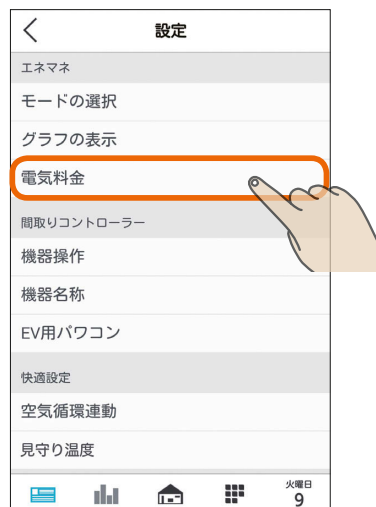 設定
エネマネ
モードの選択
グラフの表示
電気料金
間取りコントローラー
機器操作
機器名称
EV用パワコン
快適設定
空気循環連動
見守り温度
火曜日
9